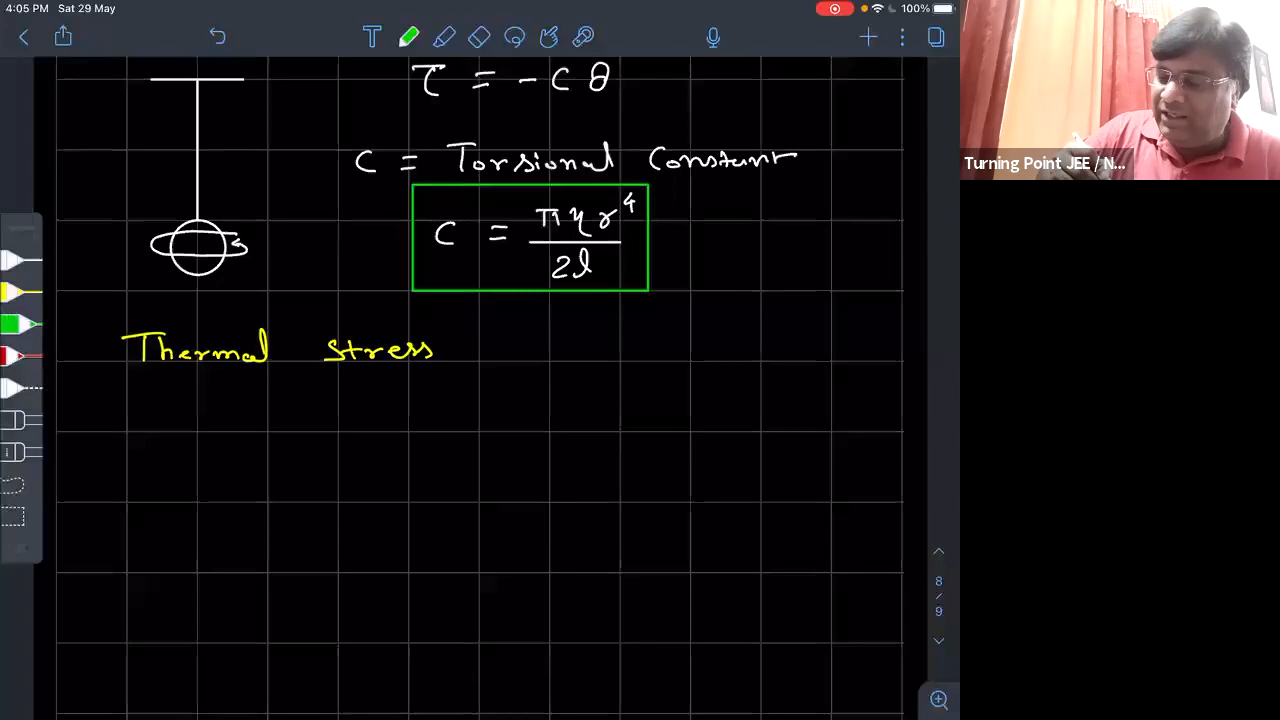 4:05 PM Sat 29 May
100%
τ = - c θ
C = Torsional Constant
C = πηr⁴
2l
Thermal stress
Turning Point JEE / N...
8
/
9